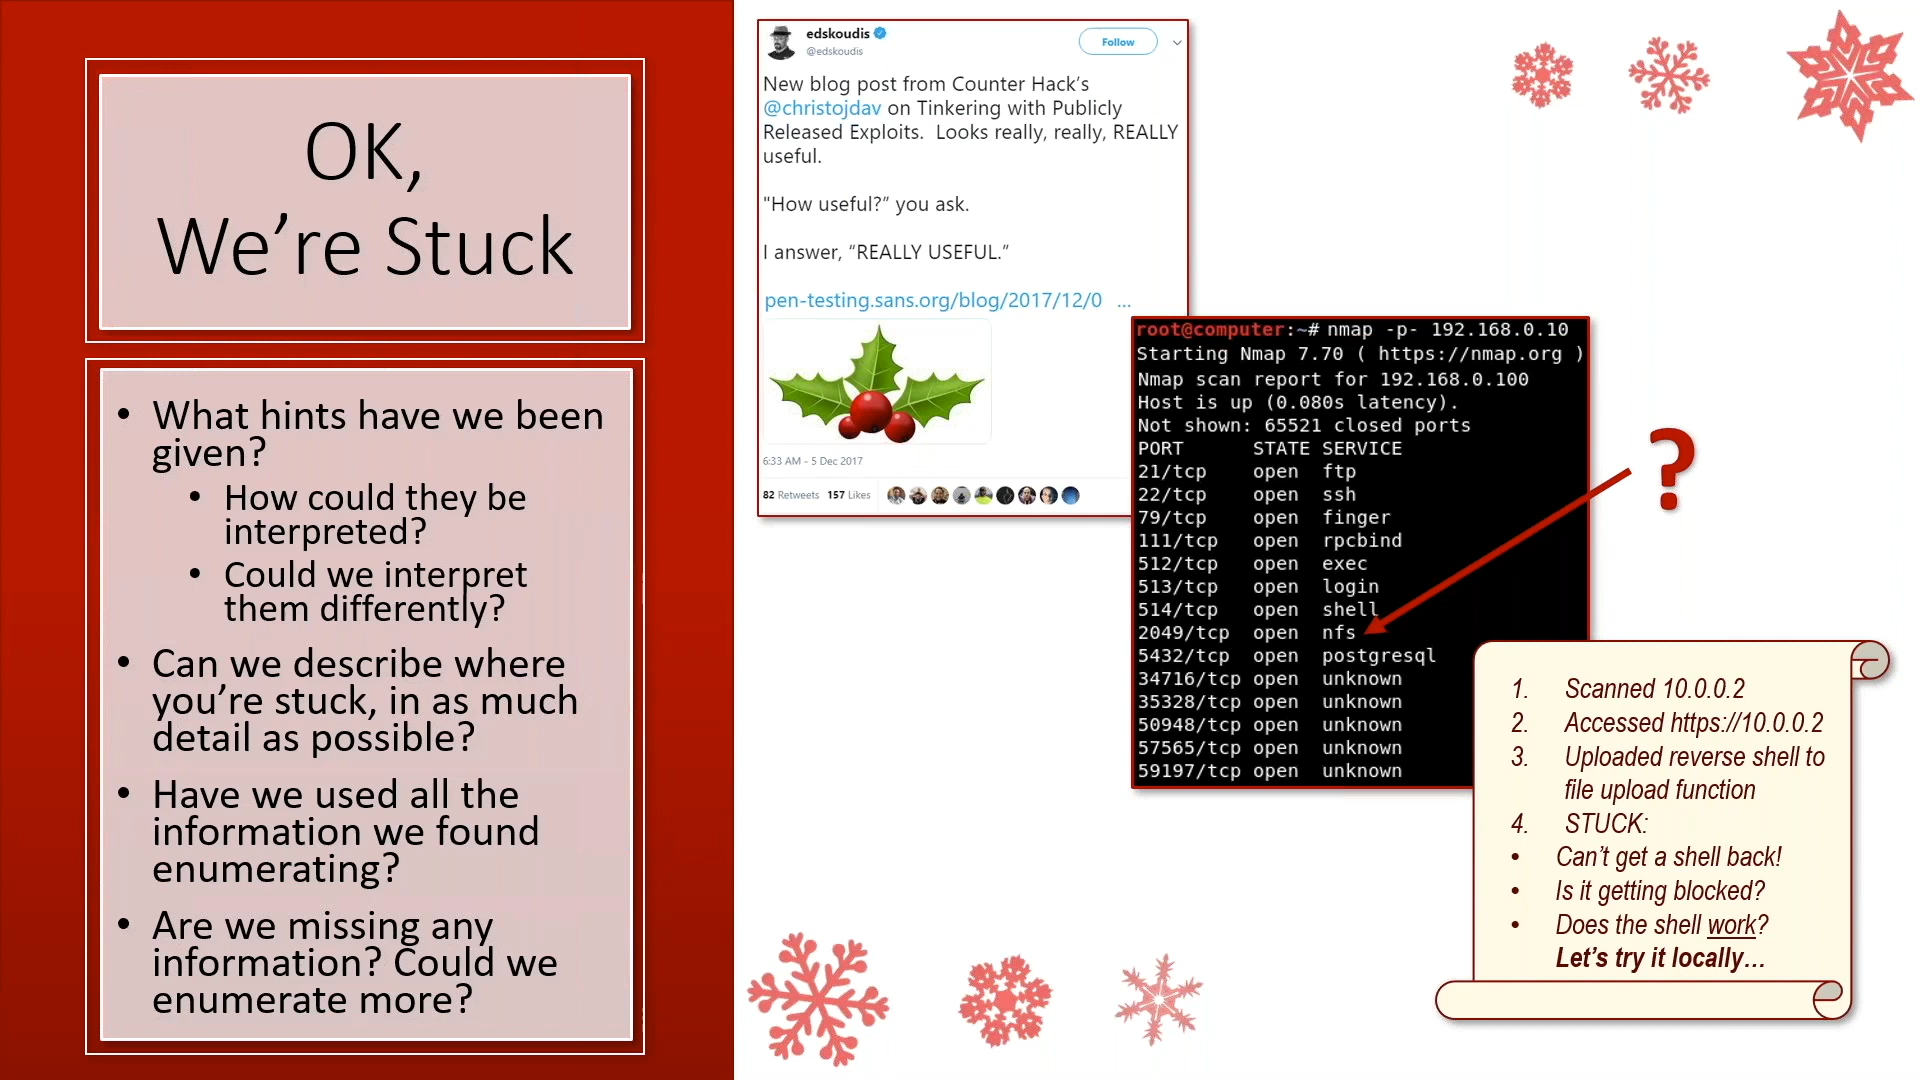 OK,
We’re Stuck
• What hints have we been
given?
• How could they be
interpreted?
• Could we interpret
them differently?
• Can we describe where
you’re stuck, in as much
detail as possible?
• Have we used all the
information we found
enumerating?
• Are we missing any
information? Could we
enumerate more?
edskoudis
@edskoudis
Follow
New blog post from Counter Hack’s
@christojdav on Tinkering with Publicly
Released Exploits. Looks really, really, REALLY
useful.
"How useful?” you ask.
I answer, “REALLY USEFUL.”
pen-testing.sans.org/blog/2017/12/0 ...
6:33 AM - 5 Dec 2017
82 Retweets 157 Likes
root@computer:~# nmap -p- 192.168.0.10
Starting Nmap 7.70 ( https://nmap.org )
Nmap scan report for 192.168.0.100
Host is up (0.080s latency).
Not shown: 65521 closed ports
PORT STATE SERVICE
21/tcp open ftp
22/tcp open ssh
79/tcp open finger
111/tcp open rpcbind
512/tcp open exec
513/tcp open login
514/tcp open shell
2049/tcp open nfs
5432/tcp open postgresql
34716/tcp open unknown
35328/tcp open unknown
50948/tcp open unknown
57565/tcp open unknown
59197/tcp open unknown
?
1. Scanned 10.0.0.2
2. Accessed https://10.0.0.2
3. Uploaded reverse shell to
file upload function
4. STUCK:
• Can’t get a shell back!
• Is it getting blocked?
• Does the shell work?
Let’s try it locally…